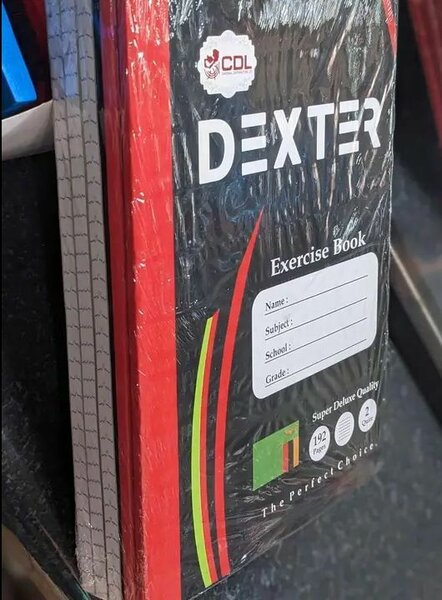 CDL
DEXTER
Exercise Book
Name :
Subject :
School :
Grade :
Super Deluxe Quality
192
Pages
2
Quire
The Perfect Choice.